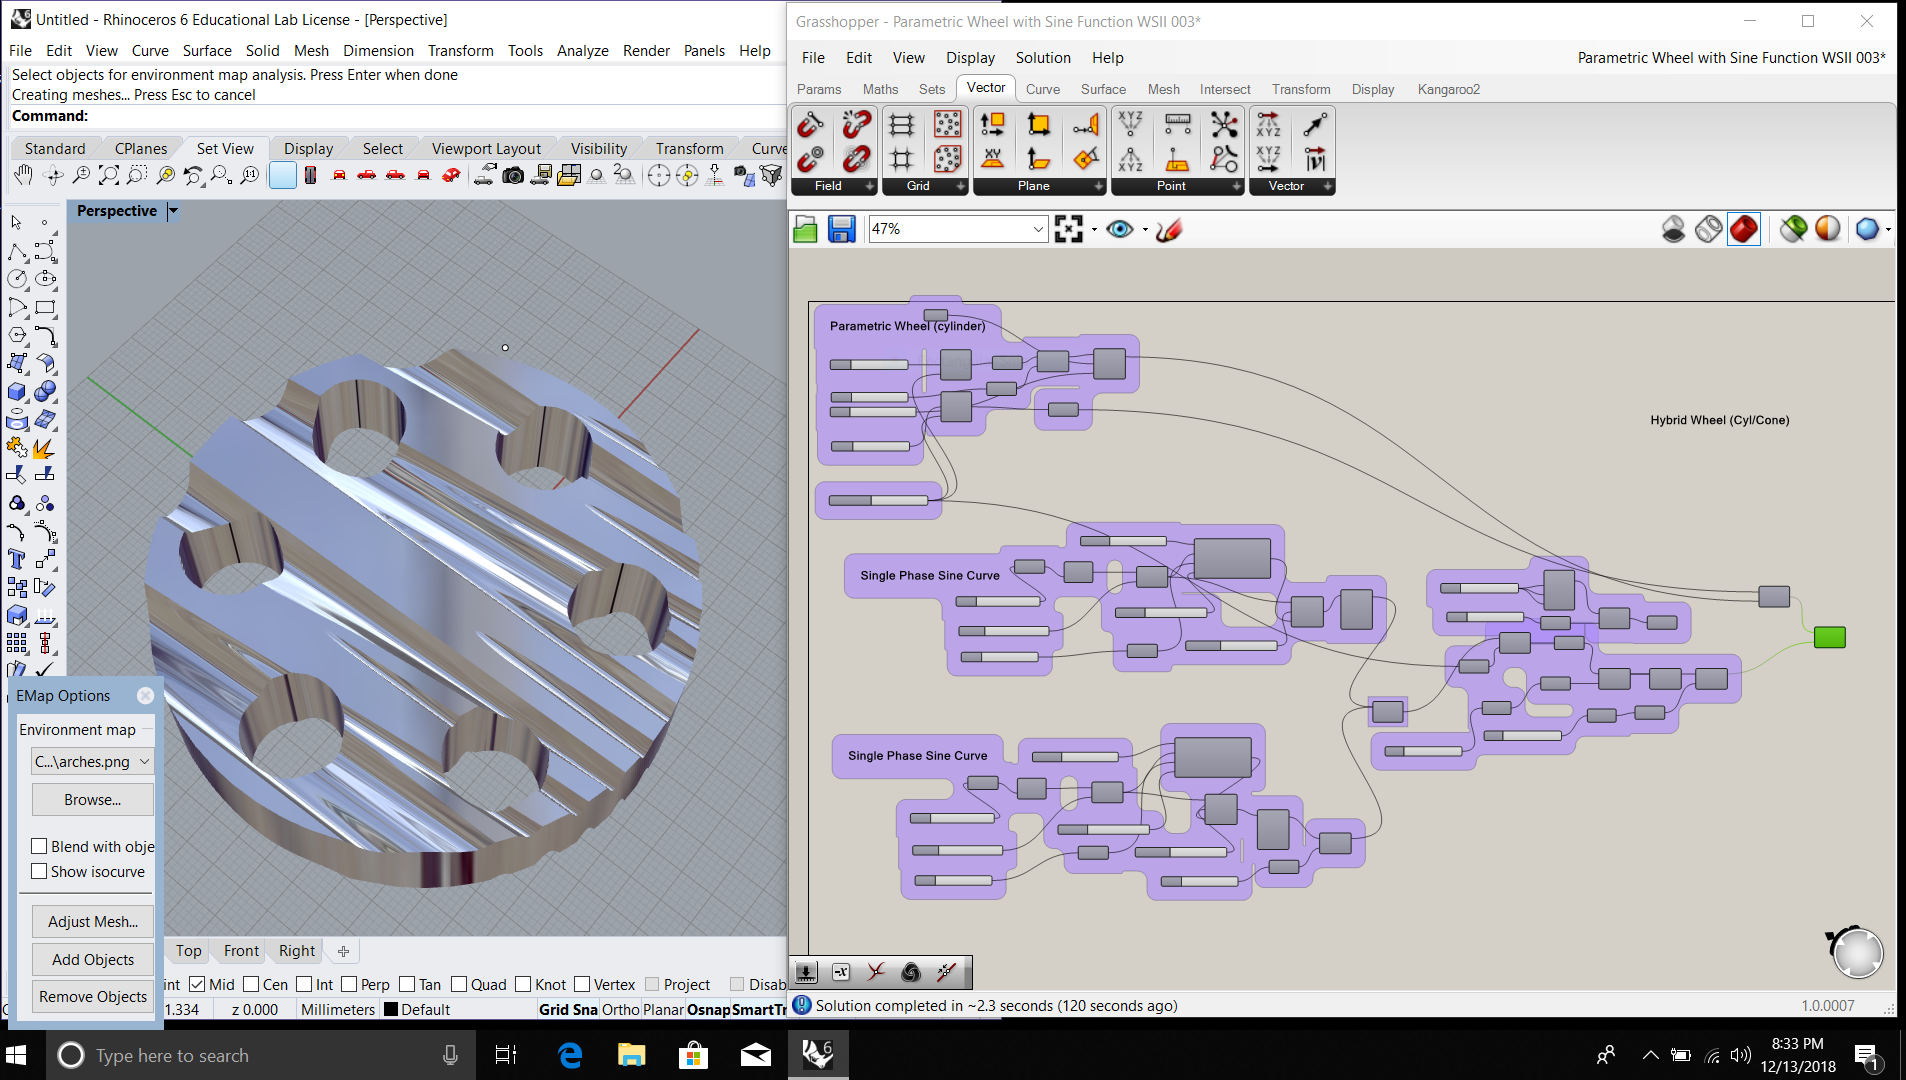 Untitled - Rhinoceros 6 Educational Lab License - [Perspective]
File Edit View Curve Surface Solid Mesh Dimension Transform Tools Analyze Render Panels Help
Select objects for environment map analysis. Press Enter when done
Creating meshes... Press Esc to cancel
Command:
Standard CPlanes Set View Display Select Viewport Layout Visibility Transform Curve
Perspective
EMap Options
Environment map
C...\arches.png
Browse...
Blend with obje
Show isocurve
Adjust Mesh...
Add Objects
Remove Objects
Top Front Right
int Mid Cen Int Perp Tan Quad Knot Vertex Project Disab
1.334 z 0.000 Millimeters Default Grid Sna Ortho Planar Osnap SmartTr
Grasshopper - Parametric Wheel with Sine Function WSII 003*
File Edit View Display Solution Help
Parametric Wheel with Sine Function WSII 003*
Params Maths Sets Vector Curve Surface Mesh Intersect Transform Display Kangaroo2
XYZ XYZ
XY XYZ XYZ |V|
Field Grid Plane Point Vector
47%
Parametric Wheel (cylinder)
Hybrid Wheel (Cyl/Cone)
Single Phase Sine Curve
Single Phase Sine Curve
-x
Solution completed in ~2.3 seconds (120 seconds ago)
1.0.0007
Type here to search
6
8:33 PM
12/13/2018
1